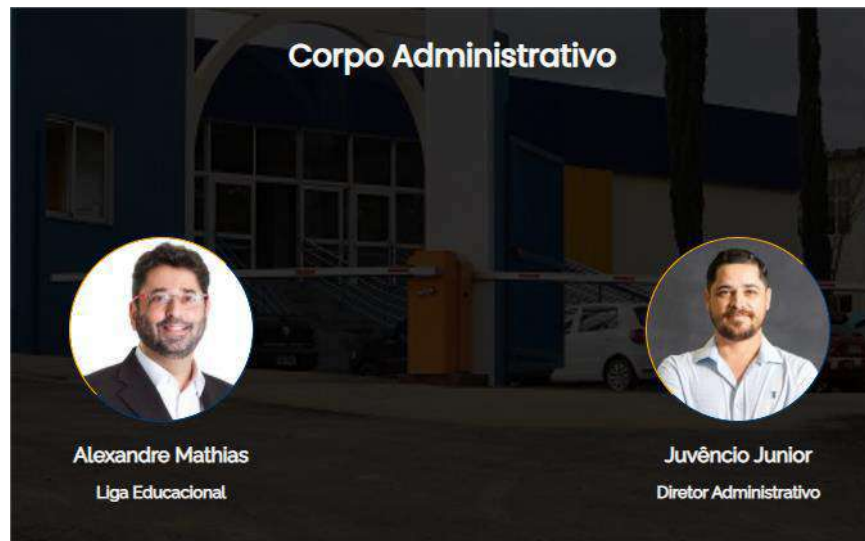 Corpo Administrativo
Alexandre Mathias
Liga Educacional
Juvêncio Junior
Diretor Administrativo